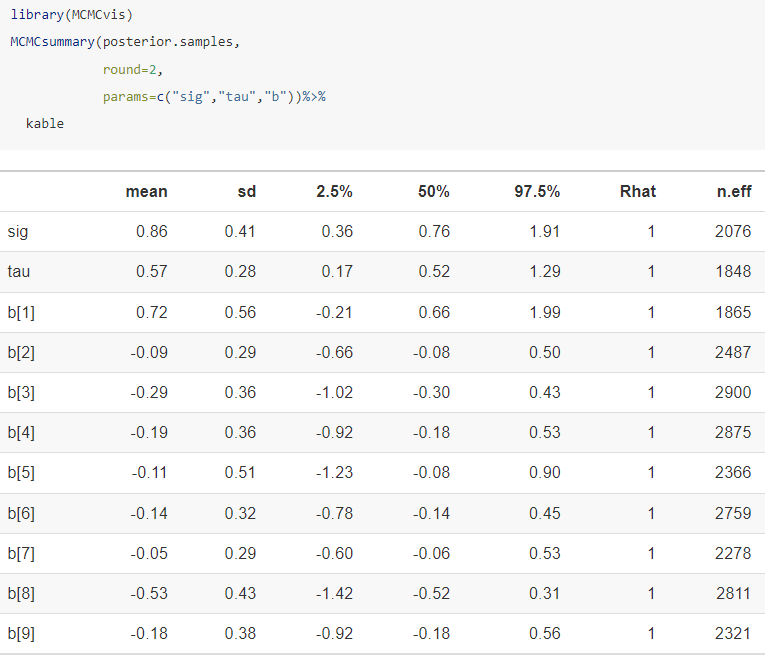 library(MCMCvis)
MCMCsummary(posterior.samples,
round=2,
params=c("sig","tau","b"))%>%
kable
mean sd 2.5% 50% 97.5% Rhat n.eff
sig 0.86 0.41 0.36 0.76 1.91 1 2076
tau 0.57 0.28 0.17 0.52 1.29 1 1848
b[1] 0.72 0.56 -0.21 0.66 1.99 1 1865
b[2] -0.09 0.29 -0.66 -0.08 0.50 1 2487
b[3] -0.29 0.36 -1.02 -0.30 0.43 1 2900
b[4] -0.19 0.36 -0.92 -0.18 0.53 1 2875
b[5] -0.11 0.51 -1.23 -0.08 0.90 1 2366
b[6] -0.14 0.32 -0.78 -0.14 0.45 1 2759
b[7] -0.05 0.29 -0.60 -0.06 0.53 1 2278
b[8] -0.53 0.43 -1.42 -0.52 0.31 1 2811
b[9] -0.18 0.38 -0.92 -0.18 0.56 1 2321